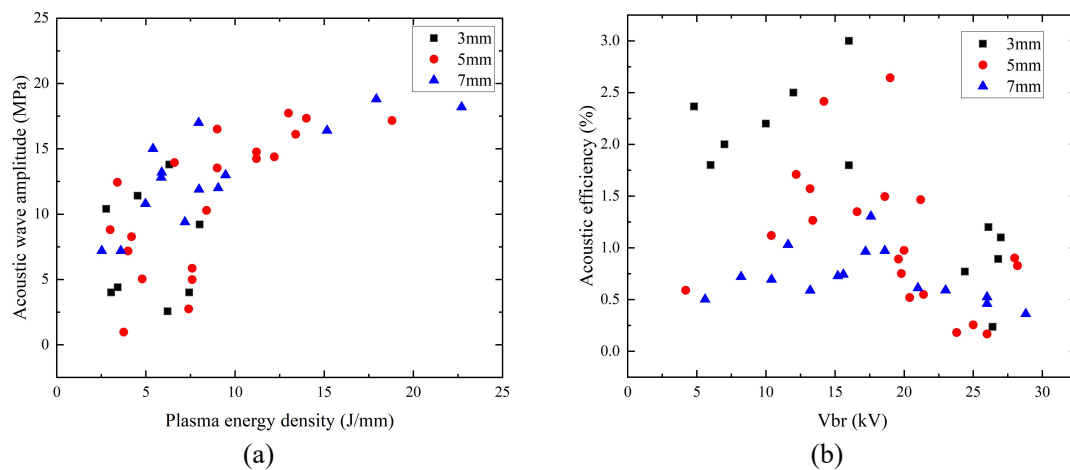 3mm
5mm
7mm
Acoustic wave amplitude (MPa)
25
20
15
10
5
0
0 5 10 15 20 25
Plasma energy density (J/mm)
(a)
3mm
5mm
7mm
Acoustic efficiency (%)
3.0
2.5
2.0
1.5
1.0
0.5
0.0
0 5 10 15 20 25 30
Vbr (kV)
(b)